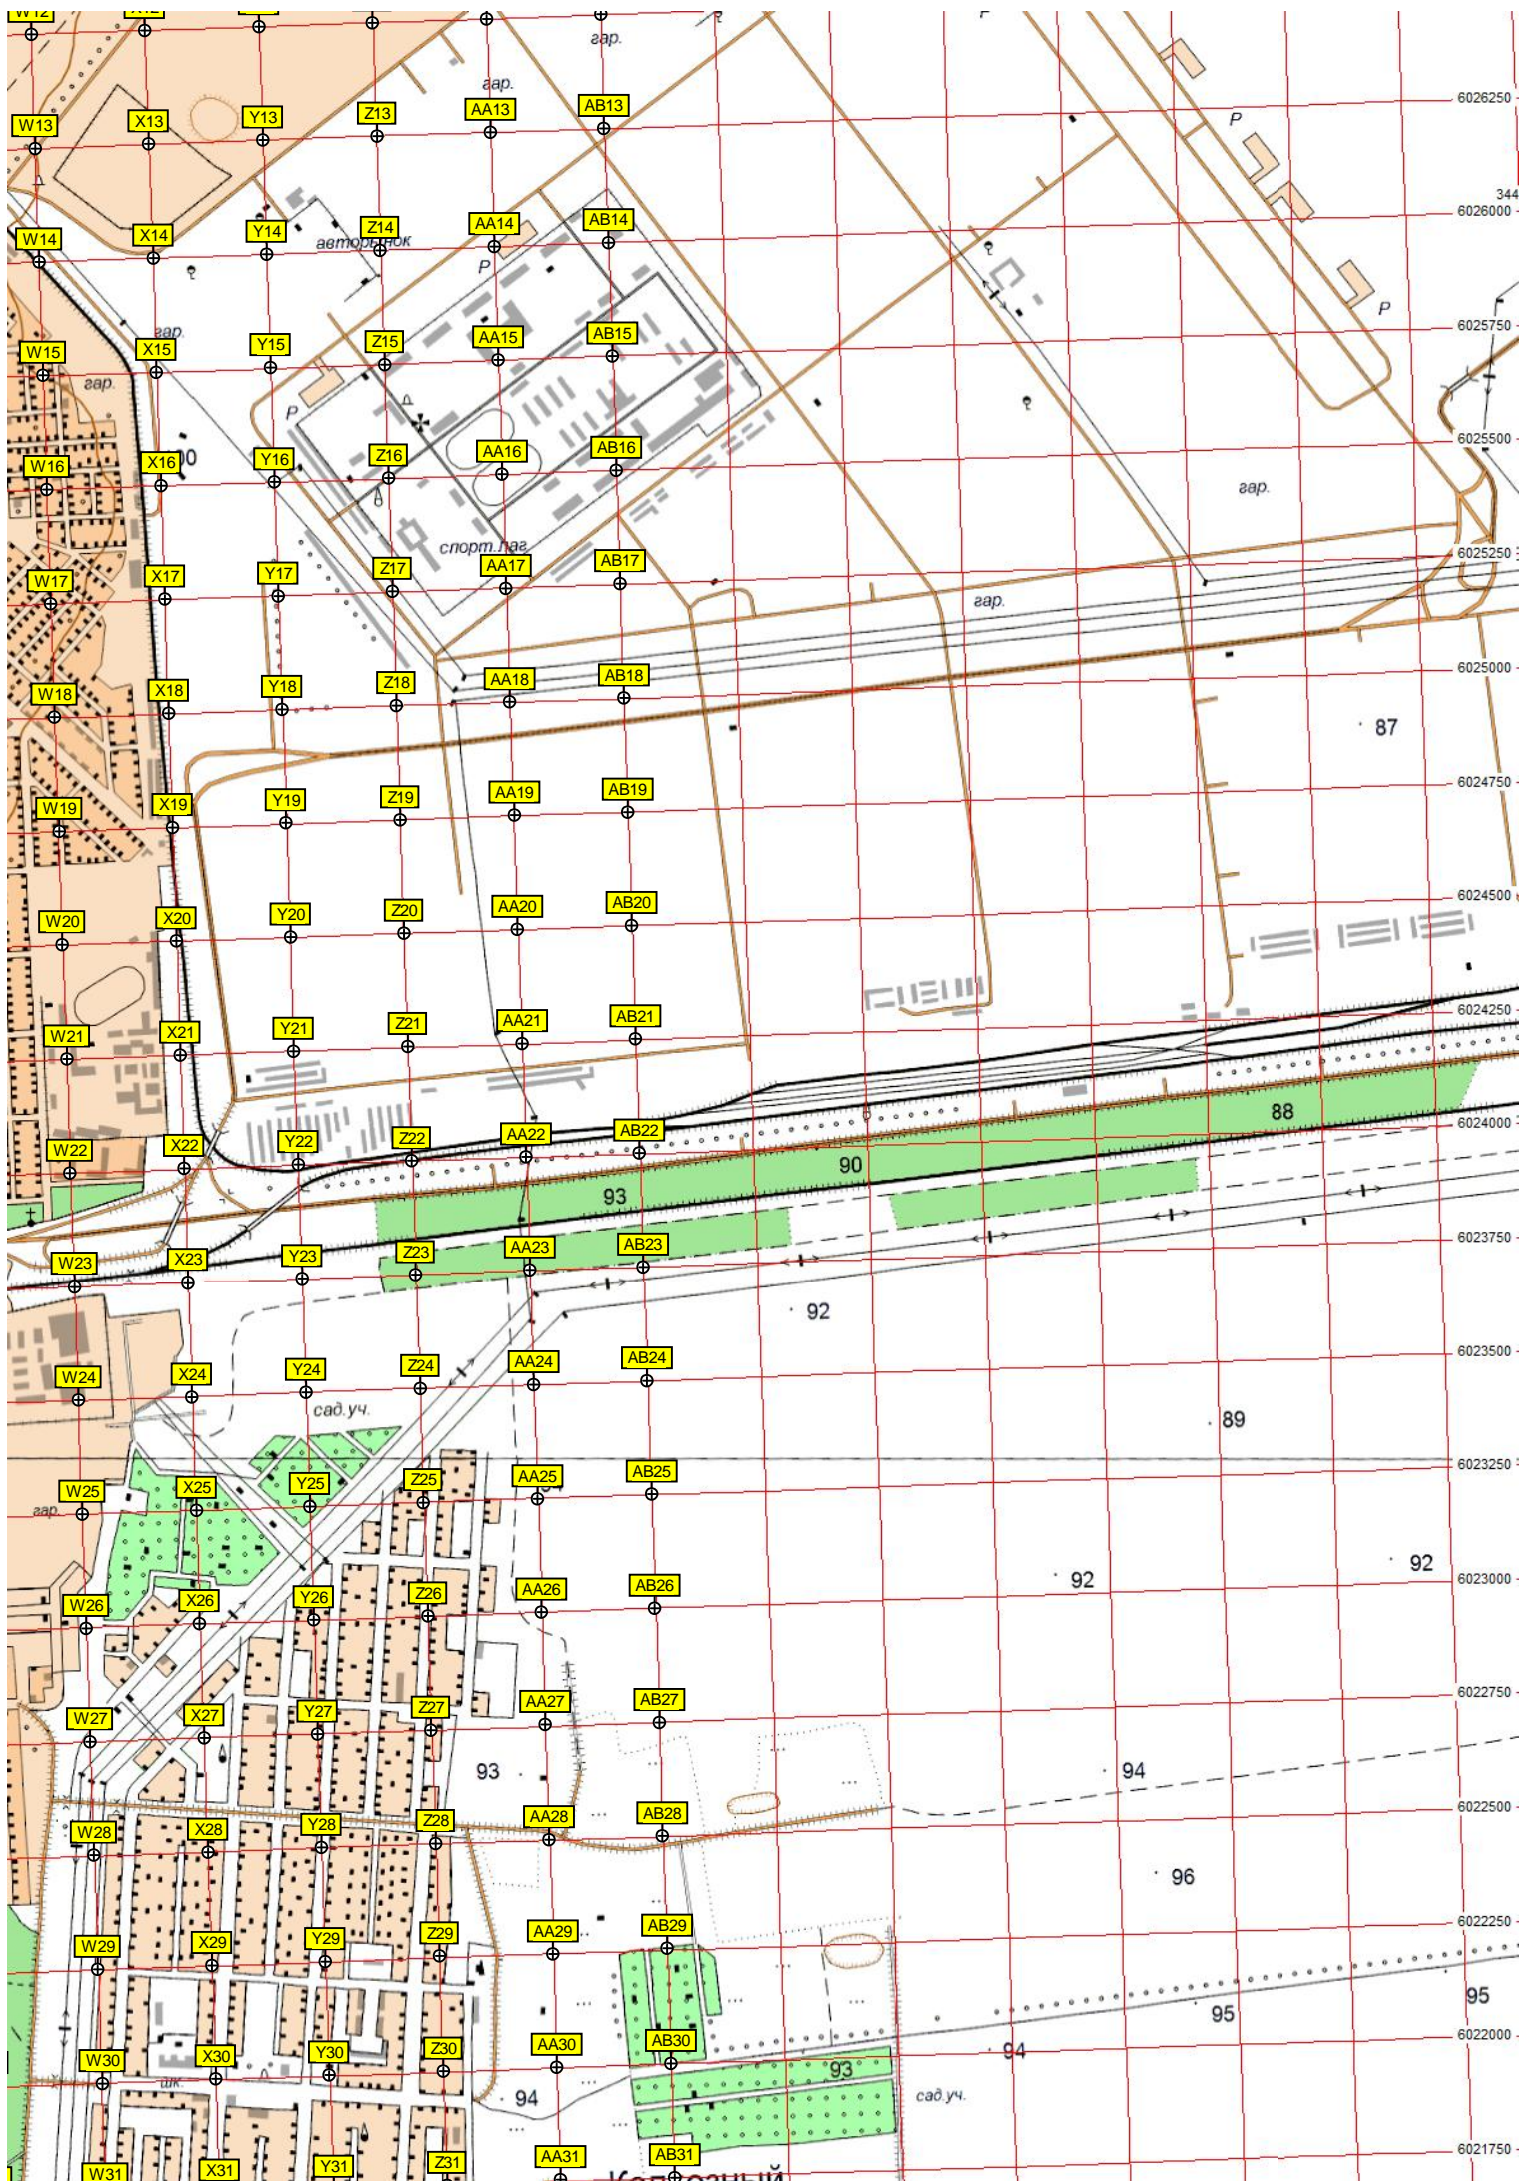 W12 X12
гар. Р
гар.
6026250
W13 X13 Y13 Z13 AA13 AB13
Р
344
6026000
W14 X14 Y14 Z14 AA14 AB14
авторынок
Р
Р
6025750
W15 X15 Y15 Z15 AA15 AB15
гар.
гар.
Р
6025500
W16 X16 Y16 Z16 AA16 AB16
гар.
спорт.лаг
6025250
W17 X17 Y17 Z17 AA17 AB17
гар.
6025000
W18 X18 Y18 Z18 AA18 AB18
87
6024750
W19 X19 Y19 Z19 AA19 AB19
6024500
W20 X20 Y20 Z20 AA20 AB20
6024250
W21 X21 Y21 Z21 AA21 AB21
88
6024000
W22 X22 Y22 Z22 AA22 AB22
90
93
6023750
W23 X23 Y23 Z23 AA23 AB23
92
6023500
W24 X24 Y24 Z24 AA24 AB24
сад.уч.
89
6023250
W25 X25 Y25 Z25 AA25 AB25
гар.
92
92
6023000
W26 X26 Y26 Z26 AA26 AB26
6022750
W27 X27 Y27 Z27 AA27 AB27
93
94
6022500
W28 X28 Y28 Z28 AA28 AB28
96
6022250
W29 X29 Y29 Z29 AA29 AB29
95
95
6022000
W30 X30 Y30 Z30 AA30 AB30
94
93
шк.
94
сад.уч.
6021750
W31 X31 Y31 Z31 AA31 AB31